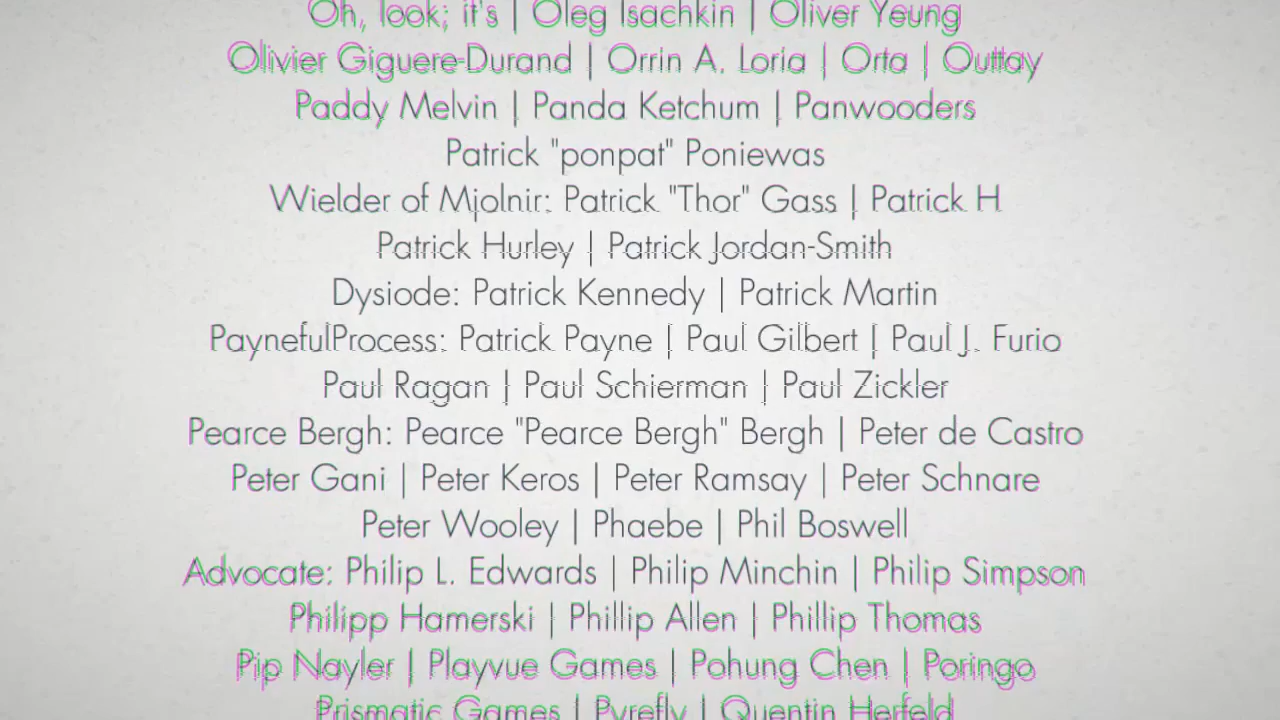 Oh, look; it's | Oleg Isachkin | Oliver Yeung
Olivier Giguere-Durand | Orrin A. Loria | Orta | Outtay
Paddy Melvin | Panda Ketchum | Panwooders
Patrick "ponpat" Poniewas
Wielder of Mjolnir: Patrick "Thor" Gass | Patrick H
Patrick Hurley | Patrick Jordan-Smith
Dysiode: Patrick Kennedy | Patrick Martin
PaynefulProcess: Patrick Payne | Paul Gilbert | Paul J. Furio
Paul Ragan | Paul Schierman | Paul Zickler
Pearce Bergh: Pearce "Pearce Bergh" Bergh | Peter de Castro
Peter Gani | Peter Keros | Peter Ramsay | Peter Schnare
Peter Wooley | Phaebe | Phil Boswell
Advocate: Philip L. Edwards | Philip Minchin | Philip Simpson
Philipp Hamerski | Phillip Allen | Phillip Thomas
Pip Nayler | Playvue Games | Pohung Chen | Poringo
Prismatic Games | Pyrefly | Quentin Herfeld